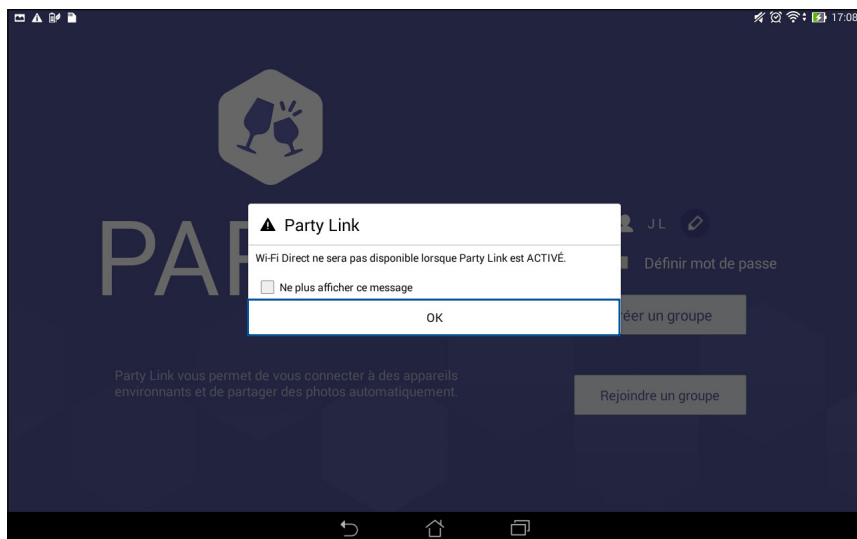 17:08
PAR
Party Link
Wi-Fi Direct ne sera pas disponible lorsque Party Link est ACTIVÉ.
Ne plus afficher ce message
OK
J L
Définir mot de passe
éer un groupe
Rejoindre un groupe
Party Link vous permet de vous connecter à des appareils
environnants et de partager des photos automatiquement.